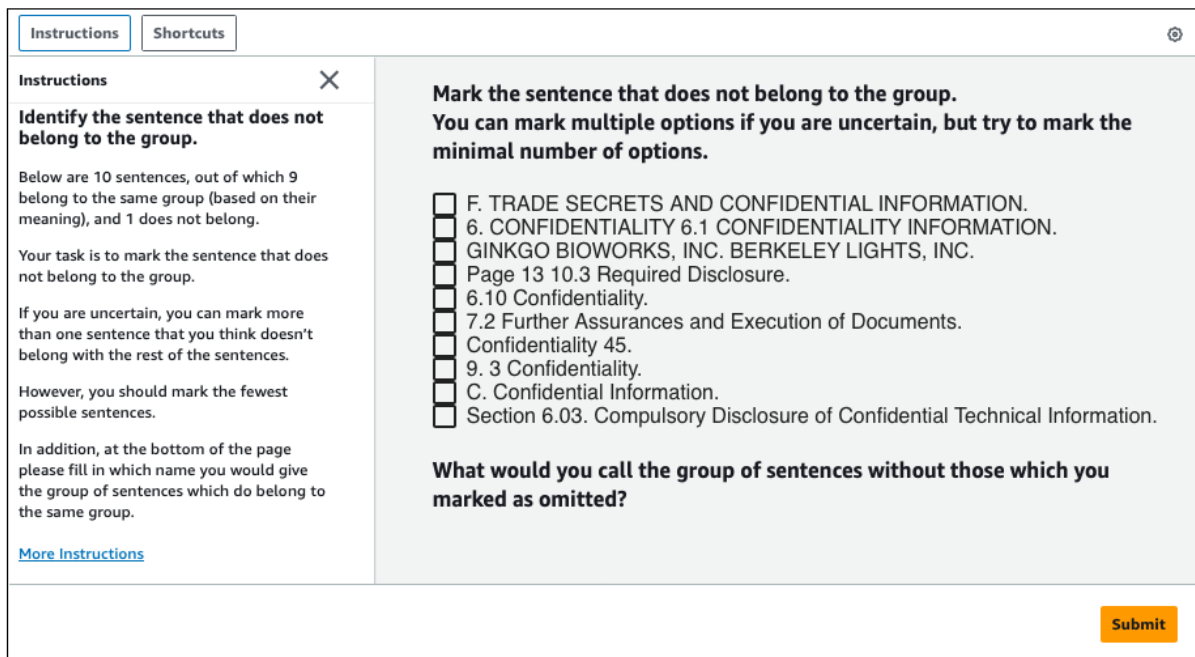 Instructions
Shortcuts
Instructions
Identify the sentence that does not
belong to the group.
Below are 10 sentences, out of which 9
belong to the same group (based on their
meaning), and 1 does not belong.
Your task is to mark the sentence that does
not belong to the group.
If you are uncertain, you can mark more
than one sentence that you think doesn't
belong with the rest of the sentences.
However, you should mark the fewest
possible sentences.
In addition, at the bottom of the page
please fill in which name you would give
the group of sentences which do belong to
the same group.
More Instructions
Mark the sentence that does not belong to the group.
You can mark multiple options if you are uncertain, but try to mark the
minimal number of options.
F. TRADE SECRETS AND CONFIDENTIAL INFORMATION.
6. CONFIDENTIALITY 6.1 CONFIDENTIALITY INFORMATION.
GINKGO BIOWORKS, INC. BERKELEY LIGHTS, INC.
Page 13 10.3 Required Disclosure.
6.10 Confidentiality.
7.2 Further Assurances and Execution of Documents.
Confidentiality 45.
9. 3 Confidentiality.
C. Confidential Information.
Section 6.03. Compulsory Disclosure of Confidential Technical Information.
What would you call the group of sentences without those which you
marked as omitted?
Submit